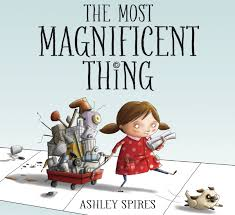 THE MOST
MAGNIFICENT
THiNG
ASHLEY SPIRES